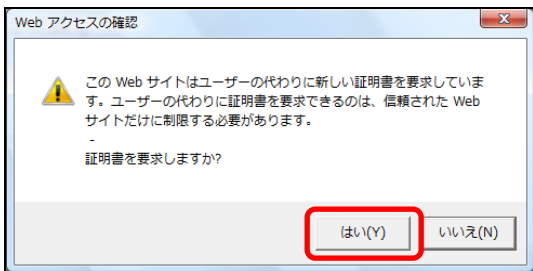 Web アクセスの確認
この Web サイトはユーザーの代わりに新しい証明書を要求していま
す。ユーザーの代わりに証明書を要求できるのは、信頼された Web
サイトだけに制限する必要があります。
-
証明書を要求しますか?
はい(Y)
いいえ(N)